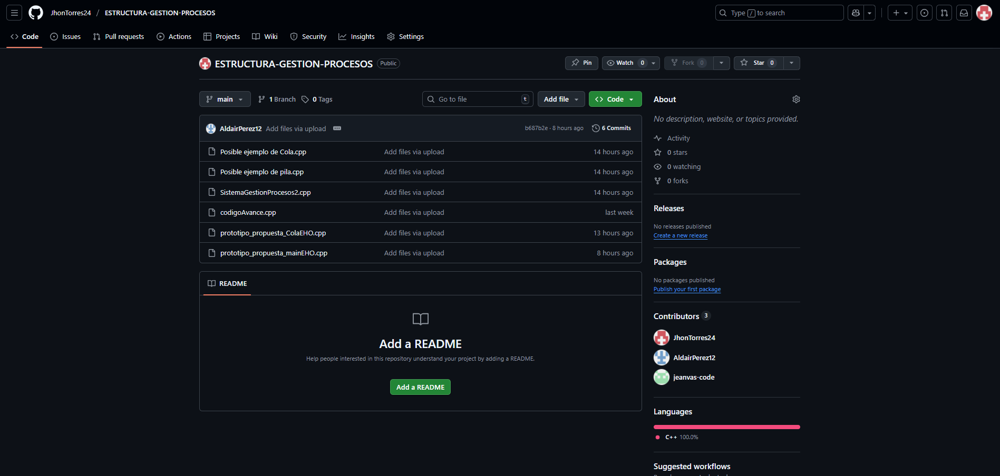 JhonTorres24 / ESTRUCTURA-GESTION-PROCESOS
Type / to search
Code Issues Pull requests Actions Projects Wiki Security Insights Settings
ESTRUCTURA-GESTION-PROCESOS Public
Pin Watch 0 Fork 0 Star 0
main 1 Branch 0 Tags Go to file t Add file Code
AldairPerez12 Add files via upload b687b2e · 8 hours ago 6 Commits
Posible ejemplo de Cola.cpp Add files via upload 14 hours ago
Posible ejemplo de pila.cpp Add files via upload 14 hours ago
SistemaGestionProcesos2.cpp Add files via upload 14 hours ago
codigoAvance.cpp Add files via upload last week
prototipo_propuesta_ColaEHO.cpp Add files via upload 13 hours ago
prototipo_propuesta_mainEHO.cpp Add files via upload 8 hours ago
README
Add a README
Help people interested in this repository understand your project by adding a README.
Add a README
About
No description, website, or topics provided.
Activity
0 stars
0 watching
0 forks
Releases
No releases published
Create a new release
Packages
No packages published
Publish your first package
Contributors 3
JhonTorres24
AldairPerez12
jeanvas-code
Languages
C++ 100.0%
Suggested workflows